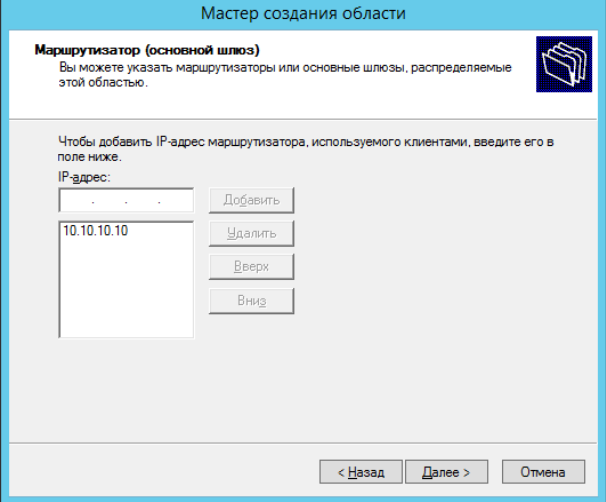 Мастер создания области
Маршрутизатор (основной шлюз)
Вы можете указать маршрутизаторы или основные шлюзы, распределяемые
этой областью.
Чтобы добавить IP-адрес маршрутизатора, используемого клиентами, введите его в
поле ниже.
IP-адрес:
. . .
Добавить
10.10.10.10
Удалить
Вверх
Вниз
< Назад
Далее >
Отмена